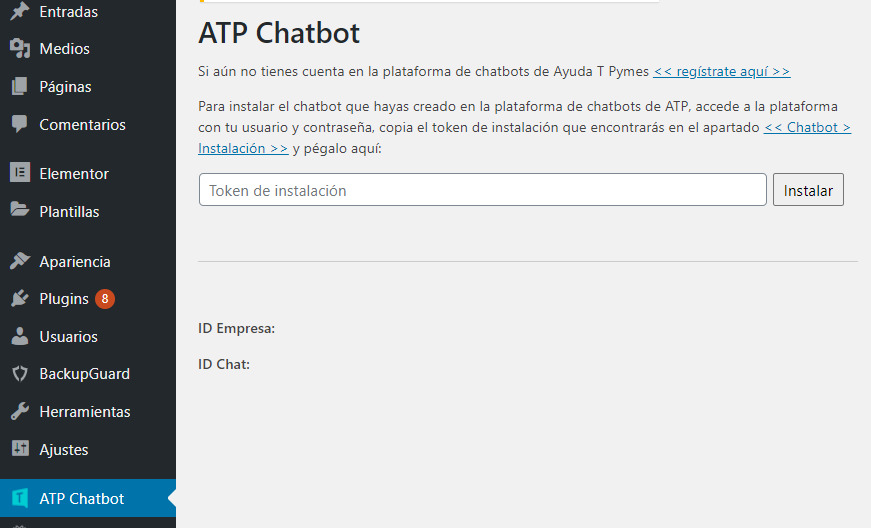 Entradas
Medios
Páginas
Comentarios
Elementor
Plantillas
Apariencia
Plugins 8
Usuarios
BackupGuard
Herramientas
Ajustes
ATP Chatbot
ATP Chatbot
Si aún no tienes cuenta en la plataforma de chatbots de Ayuda T Pymes << regístrate aquí >>
Para instalar el chatbot que hayas creado en la plataforma de chatbots de ATP, accede a la plataforma
con tu usuario y contraseña, copia el token de instalación que encontrarás en el apartado << Chatbot >
Instalación >> y pégalo aquí:
Token de instalación
Instalar
ID Empresa:
ID Chat: